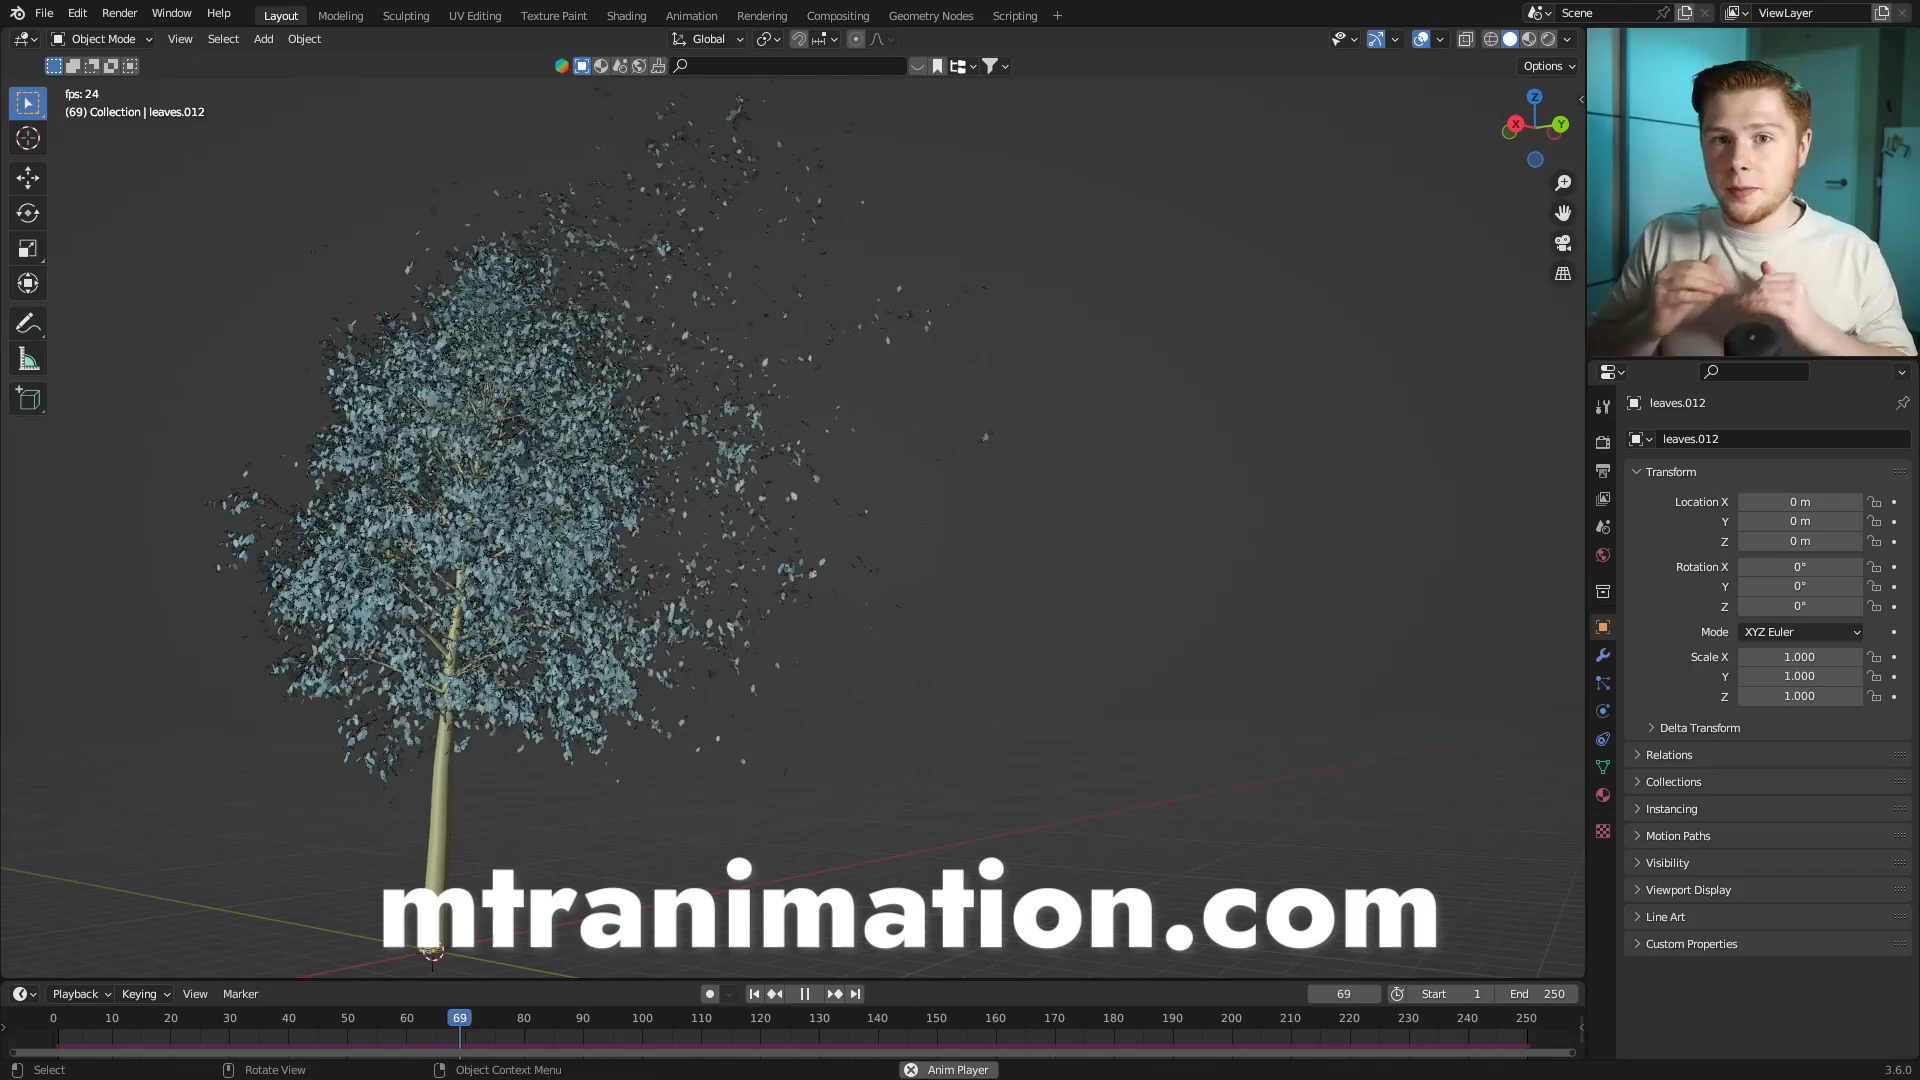 File Edit Render Window Help
Layout Modeling Sculpting UV Editing Texture Paint Shading Animation Rendering Compositing Geometry Nodes Scripting +
Scene
ViewLayer
Object Mode View Select Add Object
Global
Options
fps: 24
(69) Collection | leaves.012
Z
X
Y
leaves.012
leaves.012
Transform
Location X 0 m
Y 0 m
Z 0 m
Rotation X 0°
Y 0°
Z 0°
Mode XYZ Euler
Scale X 1.000
Y 1.000
Z 1.000
Delta Transform
Relations
Collections
Instancing
Motion Paths
Visibility
Viewport Display
Line Art
Custom Properties
mtranimation.com
Playback Keying View Marker
69
Start 1
End 250
0 10 20 30 40 50 60 69 80 90 100 110 120 130 140 150 160 170 180 190 200 210 220 230 240 250
Select
Rotate View
Object Context Menu
Anim Player
3.6.0